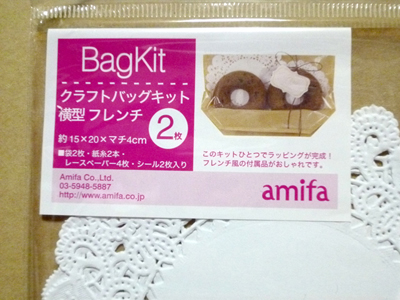 BagKit
クラフトバッグキット
横型 フレンチ
2枚
約15×20×マチ4cm
■袋2枚・紙糸2本・
レースペーパー4枚・シール2枚入り
Amifa Co.,Ltd.
03-5948-5887
http://www.amifa.co.jp
このキットひとつでラッピングが完成！
フレンチ風の付属品がおしゃれです。
amifa